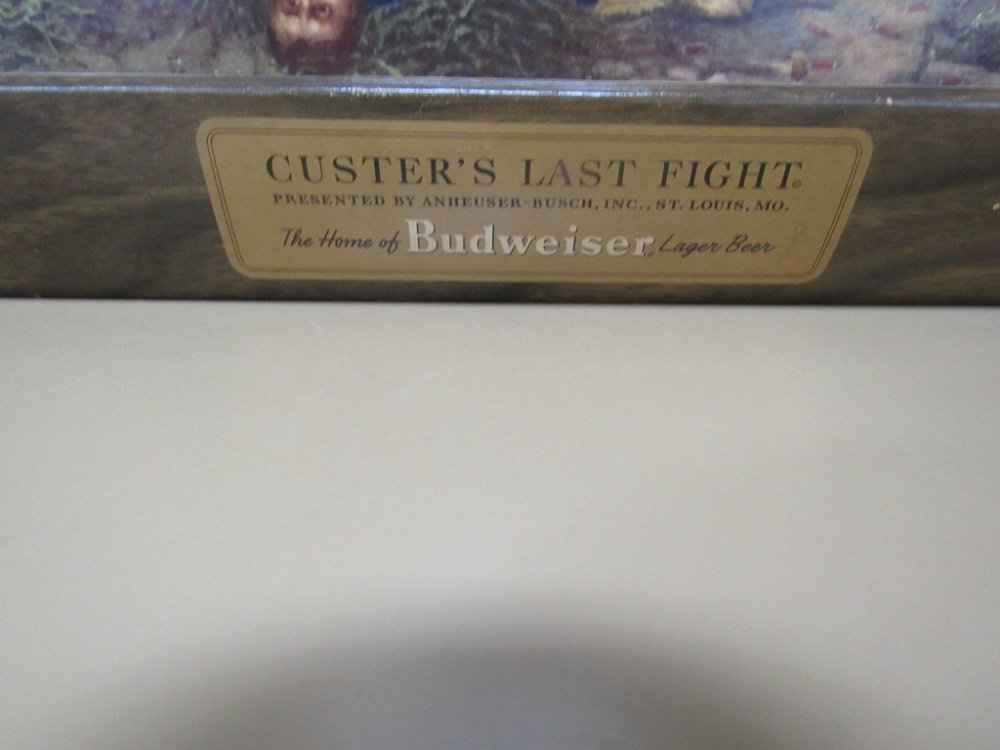 CUSTER'S LAST FIGHT®
PRESENTED BY ANHEUSER-BUSCH, INC., ST. LOUIS, MO.
The Home of Budweiser® Lager Beer